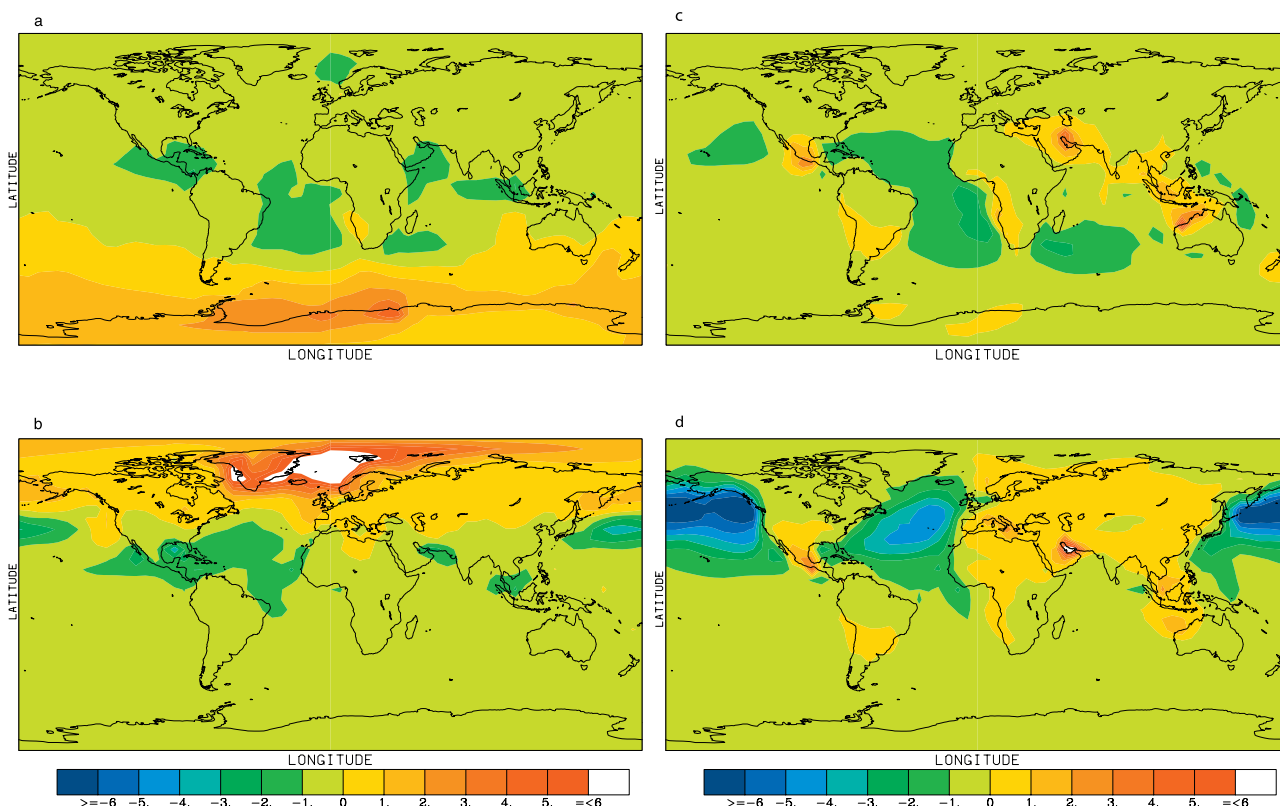 a
LATITUDE
LONGITUDE
c
LATITUDE
LONGITUDE
b
LATITUDE
LONGITUDE
>=-6 -5. -4. -3. -2. -1. 0 1. 2. 3. 4. 5. =<6
d
LATITUDE
LONGITUDE
>=-6 -5. -4. -3. -2. -1. 0 1. 2. 3. 4. 5. =<6